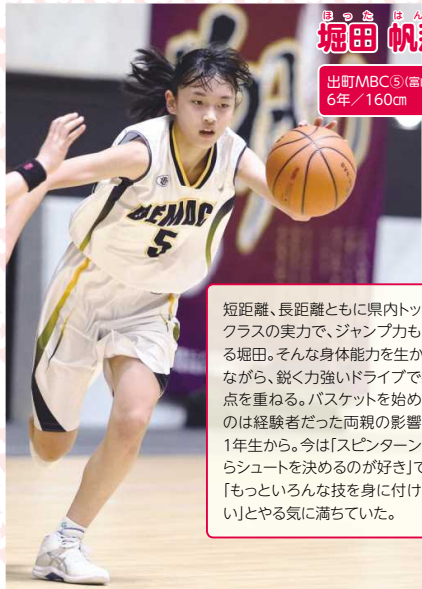 ほった はん
堀田 帆
出町MBC⑤(富
6年／160㎝
DEMAC
5
短距離、長距離ともに県内トッ
クラスの実力で、ジャンプ力も
る堀田。そんな身体能力を生か
ながら、鋭く力強いドライブで
点を重ねる。バスケットを始め
のは経験者だった両親の影響
1年生から。今は「スピンターン
らシュートを決めるのが好き」で
「もっといろんな技を身に付け
い」とやる気に満ちていた。